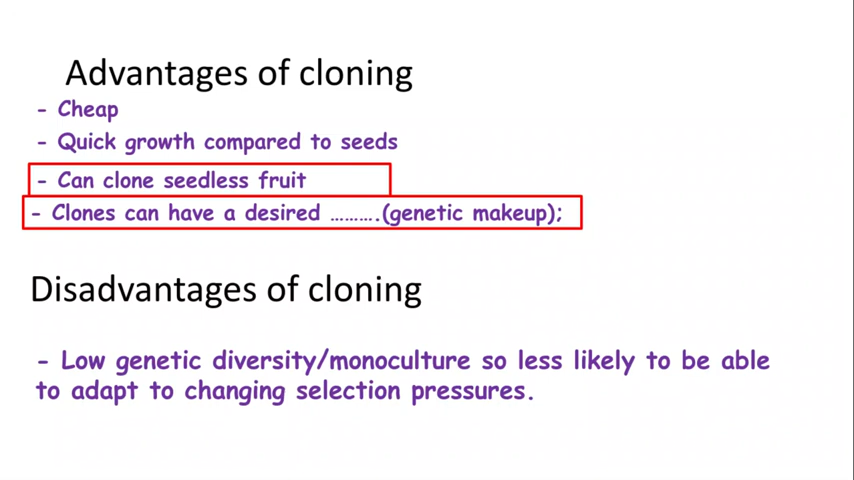 Advantages of cloning
- Cheap
- Quick growth compared to seeds
- Can clone seedless fruit
- Clones can have a desired ……….(genetic makeup);
Disadvantages of cloning
- Low genetic diversity/monoculture so less likely to be able
to adapt to changing selection pressures.